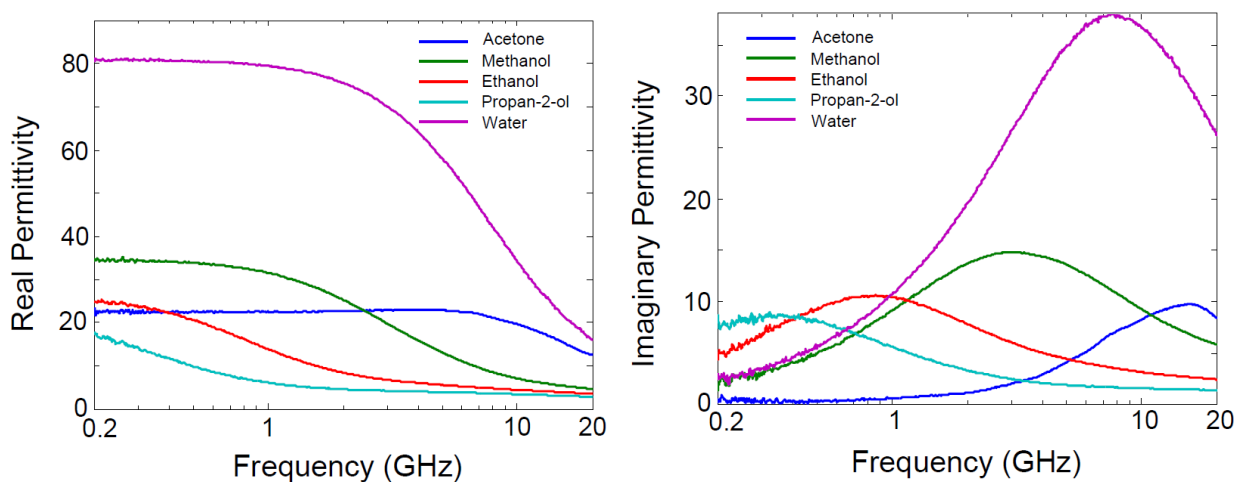 Real Permittivity
80
60
40
20
0
0.2
1
10
20
Frequency (GHz)
Acetone
Methanol
Ethanol
Propan-2-ol
Water
Imaginary Permittivity
30
20
10
0
0.2
1
10
20
Frequency (GHz)
Acetone
Methanol
Ethanol
Propan-2-ol
Water